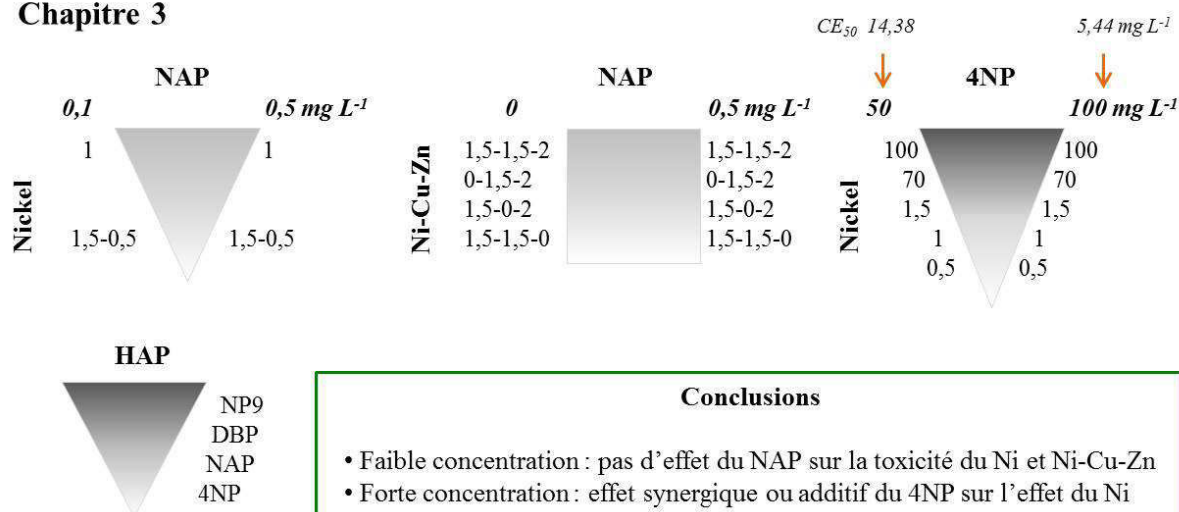 Chapitre 3
CE50 14,38
5,44 mg L-1
NAP
0,1
0,5 mg L-1
Nickel
1
1
1,5-0,5
1,5-0,5
NAP
0
0,5 mg L-1
Ni-Cu-Zn
1,5-1,5-2
1,5-1,5-2
0-1,5-2
0-1,5-2
1,5-0-2
1,5-0-2
1,5-1,5-0
1,5-1,5-0
4NP
50
100 mg L-1
Nickel
100
100
70
70
1,5
1,5
1
1
0,5
0,5
HAP
NP9
DBP
NAP
4NP
Conclusions
• Faible concentration : pas d’effet du NAP sur la toxicité du Ni et Ni-Cu-Zn
• Forte concentration : effet synergique ou additif du 4NP sur l’effet du Ni